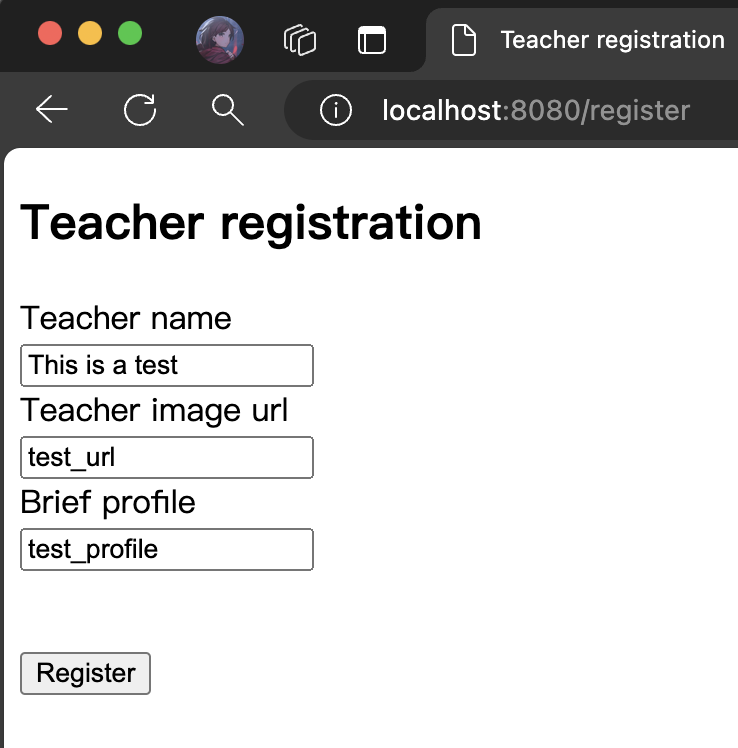 Teacher registration
localhost:8080/register
Teacher registration
Teacher name
This is a test
Teacher image url
test_url
Brief profile
test_profile
Register